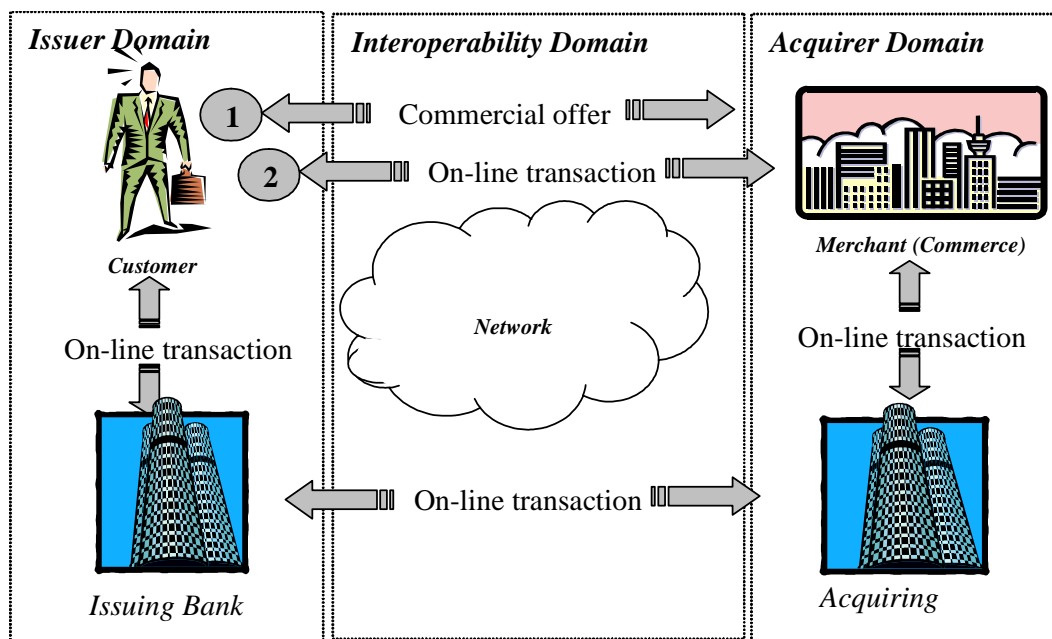 Issuer Domain
Interoperability Domain
Acquirer Domain
1
Commercial offer
2
On-line transaction
Customer
Merchant (Commerce)
Network
On-line transaction
On-line transaction
On-line transaction
Issuing Bank
Acquiring